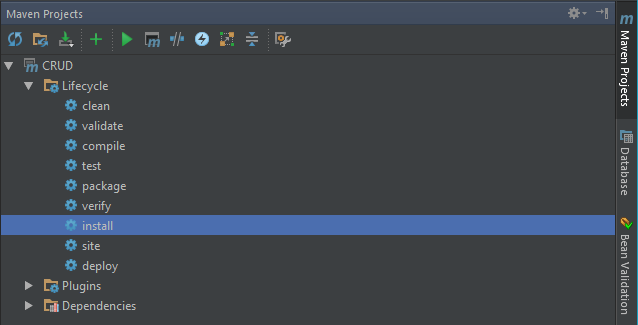 Maven Projects
CRUD
Lifecycle
clean
validate
compile
test
package
verify
install
site
deploy
Plugins
Dependencies
Maven Projects
Database
Bean Validation